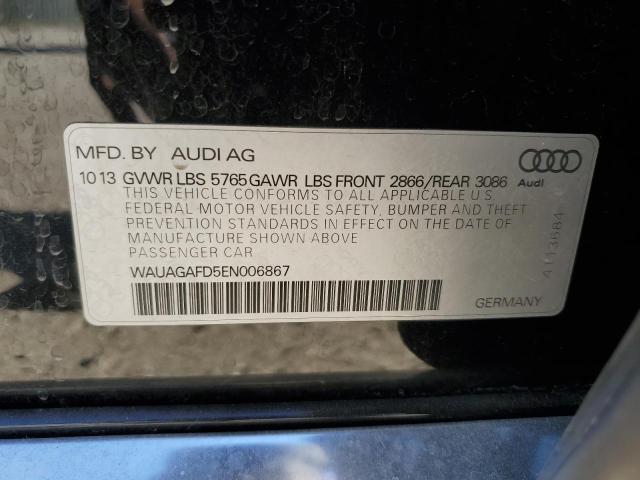 MFD. BY AUDI AG
10 13 GVWR LBS 5765 GAWR LBS FRONT 2866/REAR 3086
Audi
THIS VEHICLE CONFORMS TO ALL APPLICABLE U.S.
FEDERAL MOTOR VEHICLE SAFETY, BUMPER AND THEFT
PREVENTION STANDARDS IN EFFECT ON THE DATE OF
MANUFACTURE SHOWN ABOVE
PASSENGER CAR
WAUAGAFD5EN006867
GERMANY